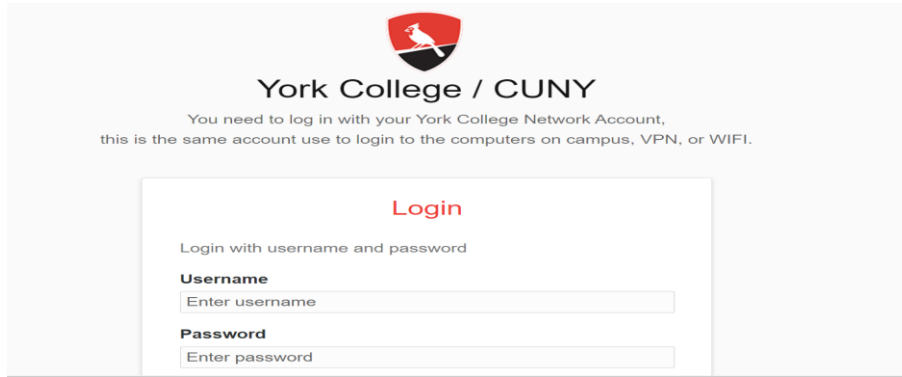 York College / CUNY
You need to log in with your York College Network Account,
this is the same account use to login to the computers on campus, VPN, or WIFI.
Login
Login with username and password
Username
Enter username
Password
Enter password